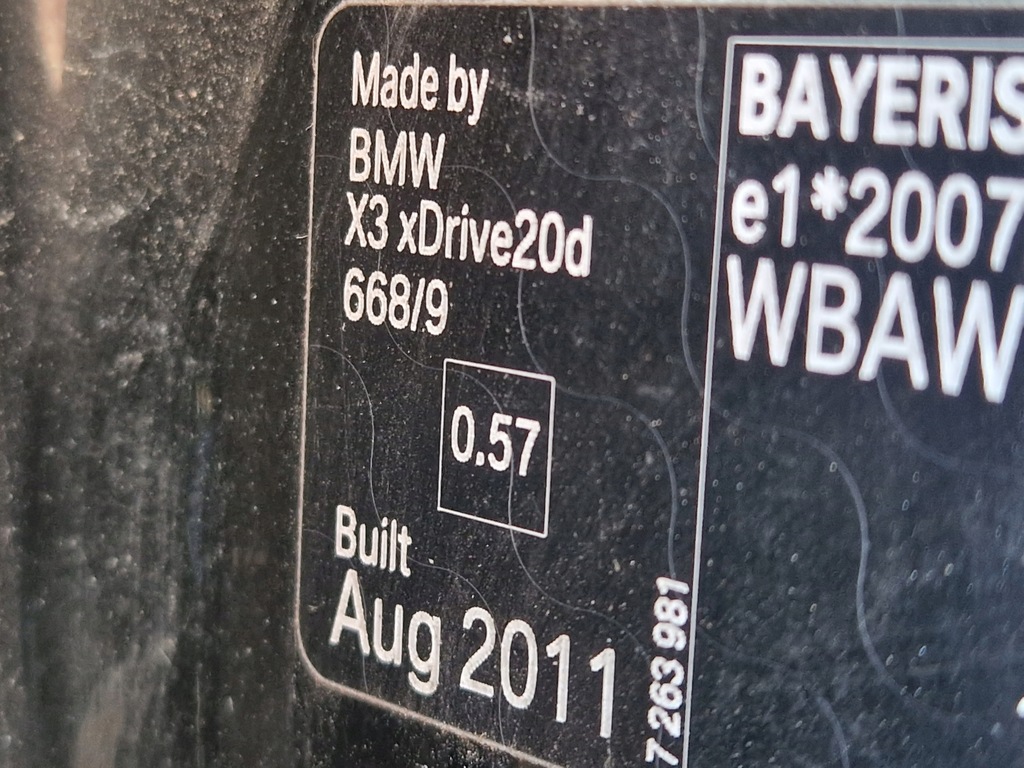 Made by
BMW
X3 xDrive20d
668/9
0.57
Built
Aug 2011
7 263 981
BAYERIS
e1*2007
WBAW